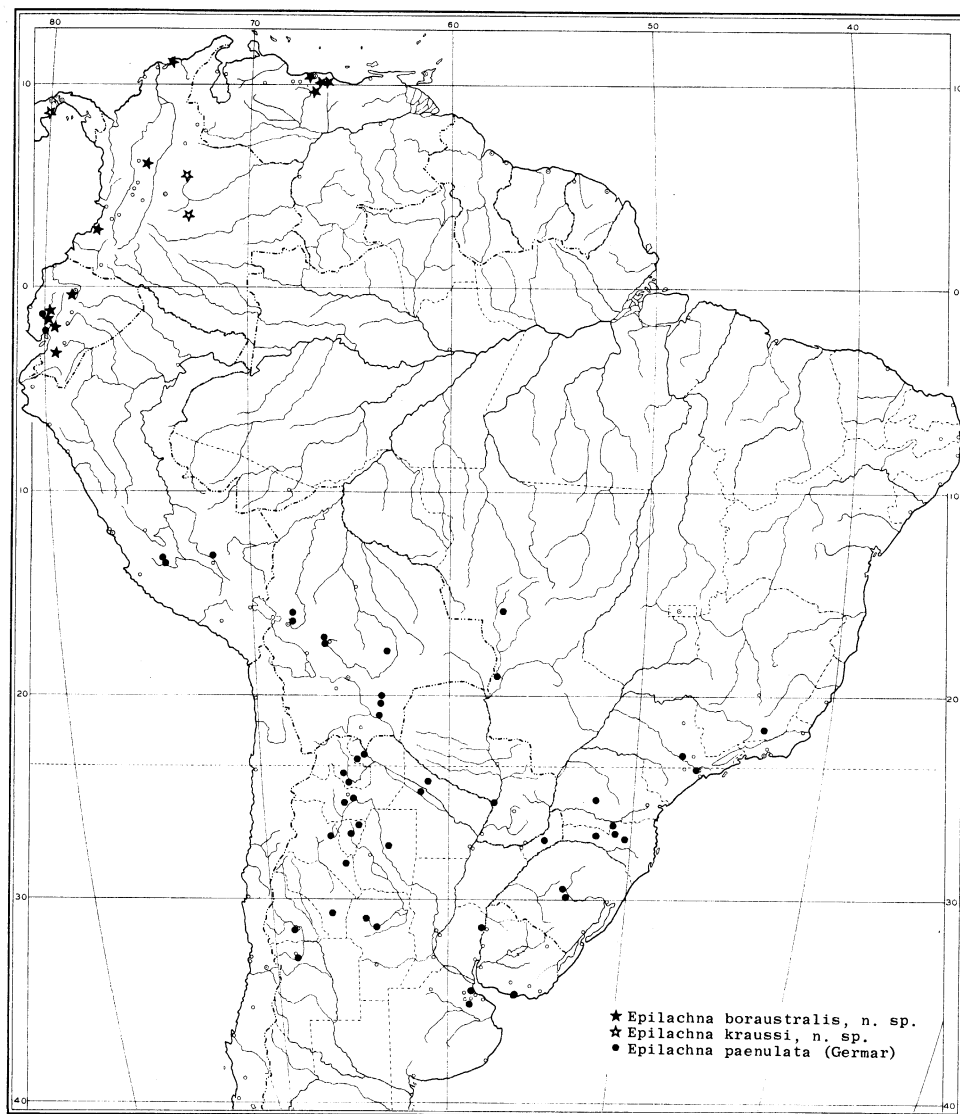 80 70 60 50 40
10 10
0 0
10 10
20 20
30 30
★ Epilachna boraustralis, n. sp.
☆ Epilachna kraussi, n. sp.
● Epilachna paenulata (Germar)
40 40